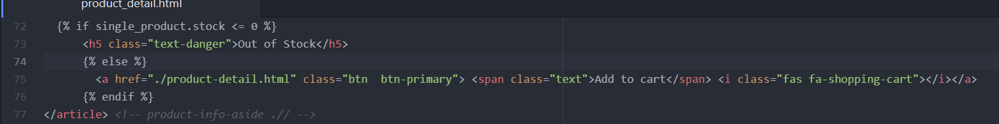 product_detail.html
72 {% if single_product.stock <= 0 %}
73 <h5 class="text-danger">Out of Stock</h5>
74 {% else %}
75 <a href="./product-detail.html" class="btn  btn-primary"> <span class="text">Add to cart</span> <i class="fas fa-shopping-cart"></i></a>
76 {% endif %}
77 </article> <!-- product-info-aside .// -->